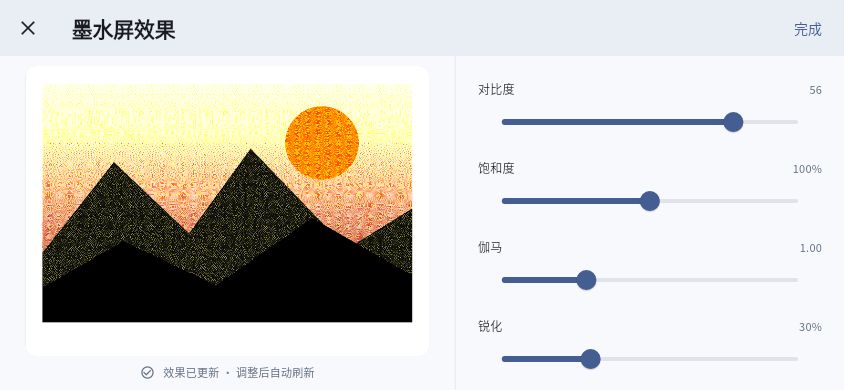 墨水屏效果
完成
对比度 56
饱和度 100%
伽马 1.00
锐化 30%
效果已更新 · 调整后自动刷新